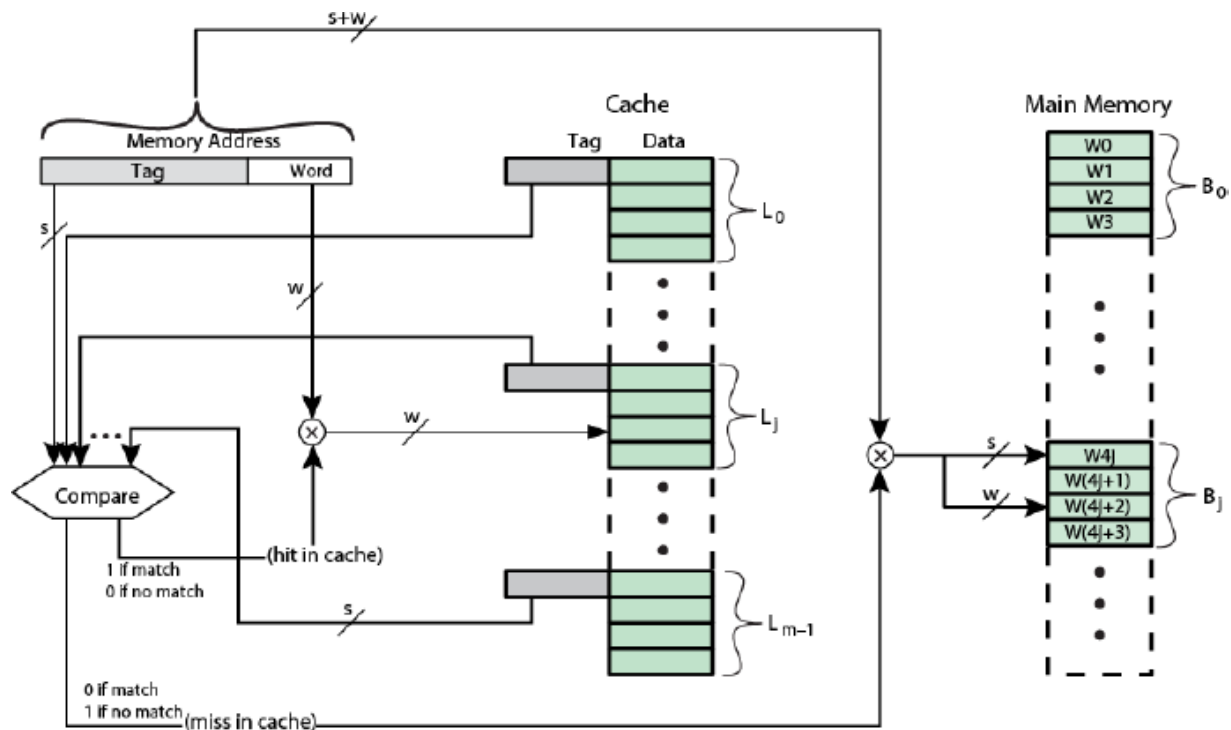 s+w
Cache
Main Memory
Memory Address
Tag Data
Tag Word
W0
W1
W2
W3
B0
L0
s
w
Lj
w
Compare
(hit in cache)
1 if match
0 if no match
s
w
W4j
W(4j+1)
W(4j+2)
W(4j+3)
Bj
s
Lm–1
0 if match
1 if no match
(miss in cache)